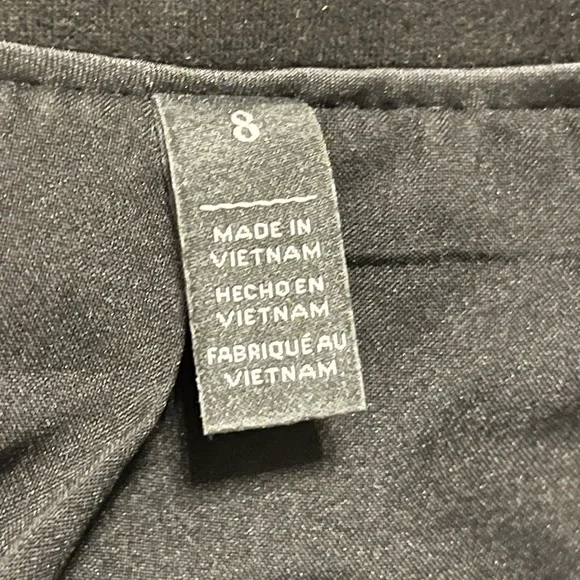 8
MADE IN
VIETNAM
HECHO EN
VIETNAM
FABRIQUÉ AU
VIETNAM